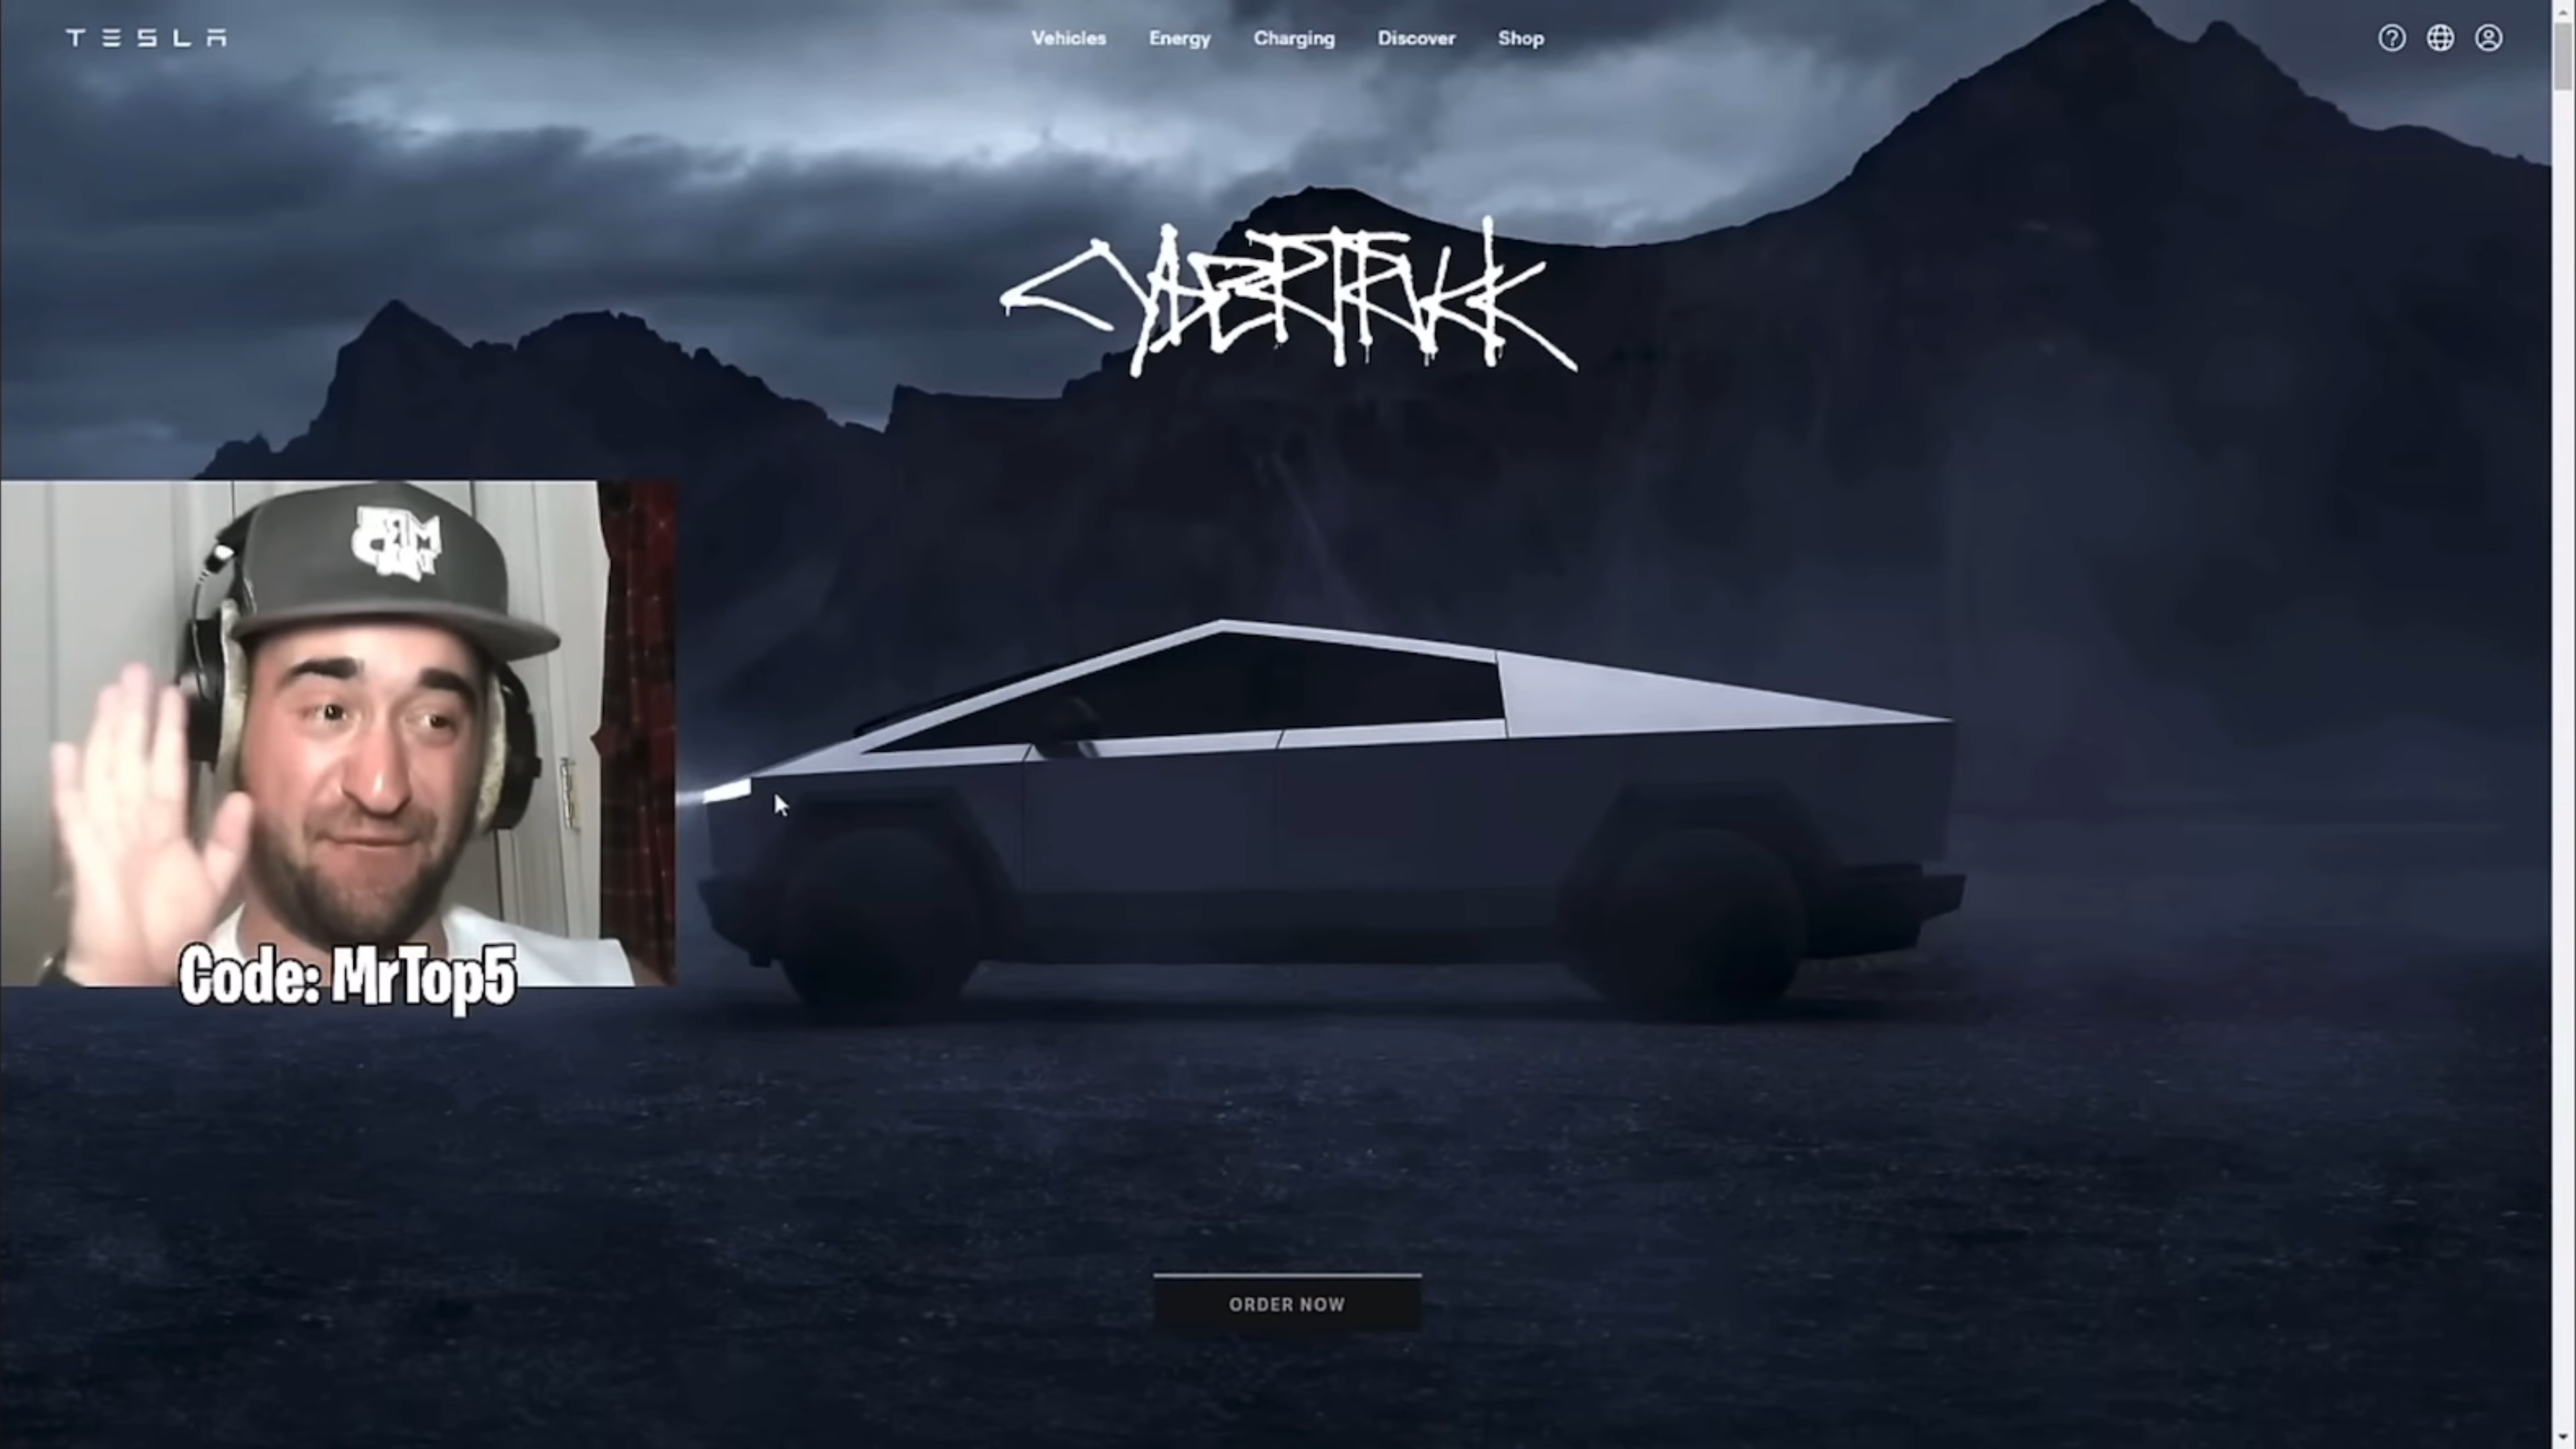 TESLA
Vehicles Energy Charging Discover Shop
CYBERTRUCK
Code: MrTop5
ORDER NOW